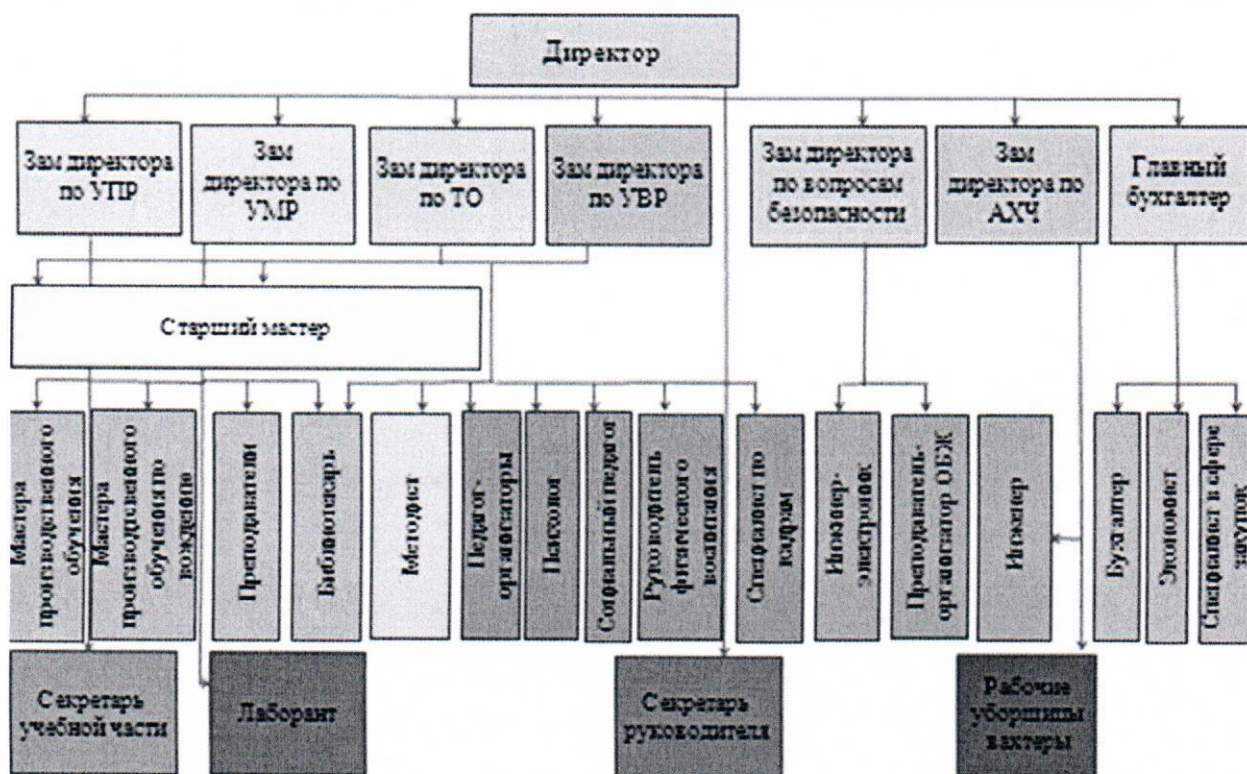 Директор
Зам директора
по УПР
Зам
директора по
УМР
Зам директора
по ТО
Зам директора
по УВР
Зам директора
по вопросам
безопасности
Зам
директора по
АХЧ
Главный
бухгалтер
Старший мастер
Мастера
производственного
обучения
Мастера
производственного
обучения по
вождению
Преподаватели
Библиотекарь
Методист
Педагог-
организаторы
Психолог
Социальный педагог
Руководитель
физического
воспитания
Специалист по
кадрам
Инженер-
электроник
Преподаватель-
организатор ОБЖ
Инженер
Бухгалтер
Экономист
Специалист в сфере
закупок
Секретарь
учебной части
Лаборант
Секретарь
руководителя
Рабочие
уборщицы
вахтеры